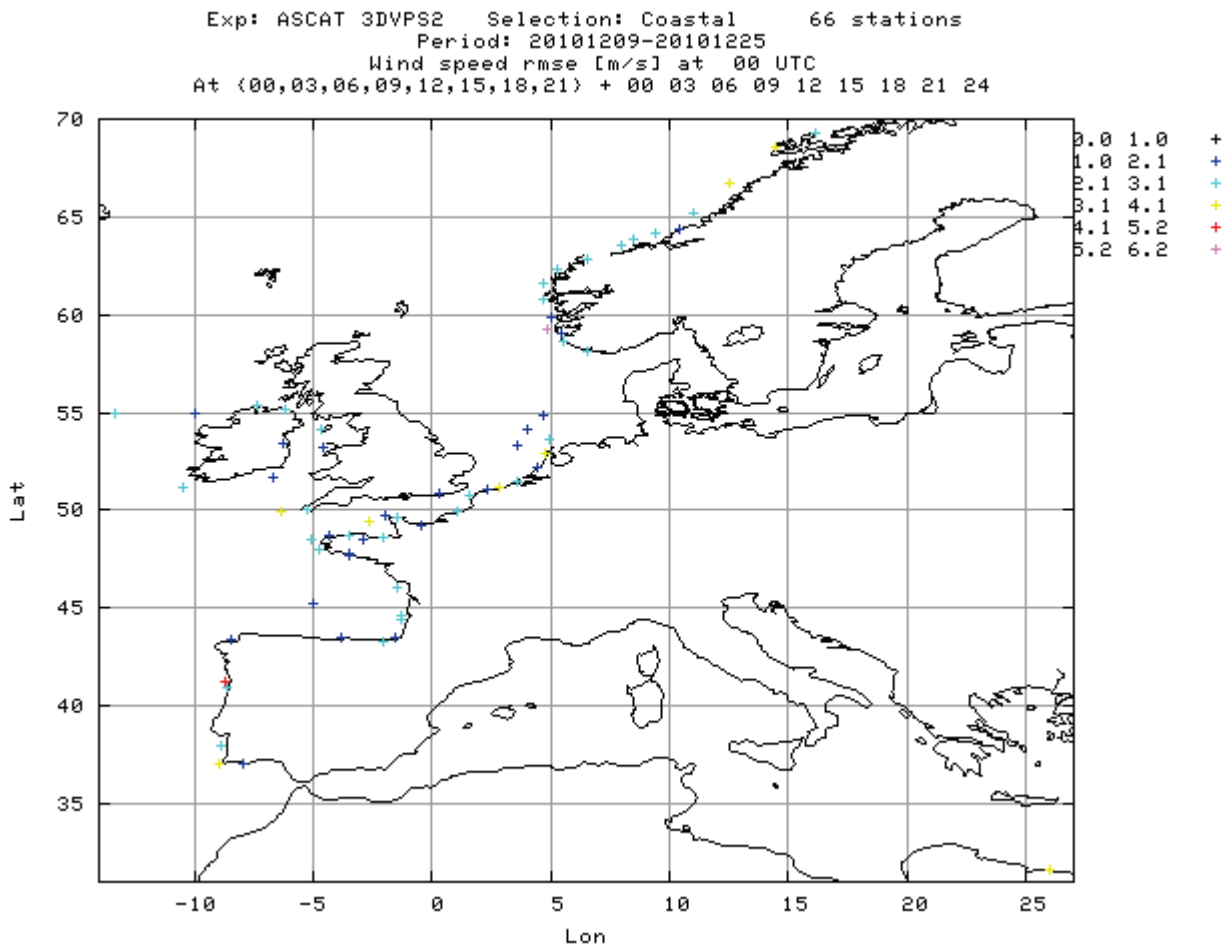 Exp: ASCAT 3DVPS2 Selection: Coastal 66 stations
Period: 20101209-20101225
Wind speed rmse [m/s] at 00 UTC
At {00,03,06,09,12,15,18,21} + 00 03 06 09 12 15 18 21 24
70
0.0 1.0
1.0 2.1
2.1 3.1
3.1 4.1
4.1 5.2
5.2 6.2
65
60
55
50
45
40
35
Lat
-10 -5 0 5 10 15 20 25
Lon